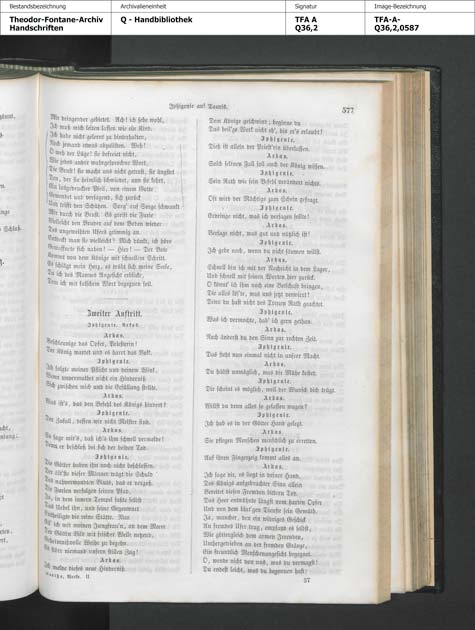 Bestandsbezeichnung
Theodor-Fontane-Archiv
Handschriften
Archivalieneinheit
Q - Handbibliothek
Signatur
TFA A
Q36,2
Image-Bezeichnung
TFA-A-
Q36,2,0587
Iphigenie auf Tauris.
577
Mir dringender gebietet. Ach! ich sehe wohl,
Ich muß mich leiten lassen wie ein Kind.
Ich habe nicht gelernt zu hinterhalten,
Noch jemand etwas abzulisten. Weh!
O weh der Lüge! Sie befreiet nicht,
Wie jedes andre wahrgesprochne Wort,
Die Brust; sie macht uns nicht getrost, sie ängstet
Den, der sie heimlich schmiedet, und sie kehrt,
Ein losgedruckter Pfeil, von einem Gotte
Gewendet und versagend, sich zurück
Und trifft den Schützen. Sorg' auf Sorge schwankt
Mir durch die Brust. Es greift die Furie
Vielleicht den Bruder auf dem Boden wieder
Des ungeweihten Ufers grimmig an.
Entdeckt man sie vielleicht? Mich dünkt, ich höre
Gewaffnete sich nahen! — Hier! — Der Bote
Kommt von dem Könige mit schnellem Schritt.
Es schlägt mein Herz, es trübt sich meine Seele,
Da ich des Mannes Angesicht erblicke,
Dem ich mit falschem Wort begegnen soll.
Zweiter Auftritt.
Iphigenie. Arkas.
Arkas.
Beschleunige das Opfer, Priesterin!
Der König wartet und es harrt das Volk.
Iphigenie.
Ich folgte meiner Pflicht und deinem Wink,
Wenn unvermuthet nicht ein Hinderniß
Sich zwischen mich und die Erfüllung stellte.
Arkas.
Was ist's, das den Befehl des Königs hindert?
Iphigenie.
Der Zufall, dessen wir nicht Meister sind.
Arkas.
So sage mir's, daß ich's ihm schnell vermelde!
Denn er beschloß bei sich der beiden Tod.
Iphigenie.
Die Götter haben ihn noch nicht beschlossen.
Der ält'ste dieser Männer trägt die Schuld
Des nahverwandten Bluts, das er vergoß.
Die Furien verfolgen seinen Pfad,
Ja, in dem innern Tempel faßte selbst
Das Uebel ihn, und seine Gegenwart
Entheiligte die reine Stätte. Nun
Eil' ich mit meinen Jungfrau'n, an dem Meere
Der Göttin Bild mit frischer Welle netzend,
Geheimnißvolle Weihe zu begehn.
Es störe niemand unsern stillen Zug!
Arkas.
Ich melde dieses neue Hinderniß
Goethe, Werke. II.
Dem Könige geschwind; beginne du
Das heil'ge Werk nicht eh', bis er's erlaubt!
Iphigenie.
Dieß ist allein der Priest'rin überlassen.
Arkas.
Solch seltnen Fall soll auch der König wissen.
Iphigenie.
Sein Rath wie sein Befehl verändert nichts.
Arkas.
Oft wird der Mächtige zum Schein gefragt.
Iphigenie.
Erdringe nicht, was ich versagen sollte!
Arkas.
Versage nicht, was gut und nützlich ist!
Iphigenie.
Ich gebe nach, wenn du nicht säumen willst.
Arkas.
Schnell bin ich mit der Nachricht in dem Lager,
Und schnell mit seinen Worten hier zurück.
O könnt' ich ihm noch eine Botschaft bringen,
Die alles lös'te, was uns jetzt verwirrt!
Denn du hast nicht des Treuen Rath geachtet.
Iphigenie.
Was ich vermochte, hab' ich gern gethan.
Arkas.
Noch änderst du den Sinn zur rechten Zeit.
Iphigenie.
Das steht nun einmal nicht in unsrer Macht.
Arkas.
Du hältst unmöglich, was dir Mühe kostet.
Iphigenie.
Dir scheint es möglich, weil der Wunsch dich trügt.
Arkas.
Willst du denn alles so gelassen wagen?
Iphigenie.
Ich hab es in der Götter Hand gelegt.
Arkas.
Sie pflegen Menschen menschlich zu erretten.
Iphigenie.
Auf ihren Fingerzeig kommt alles an.
Arkas.
Ich sage dir, es liegt in deiner Hand.
Des Königs aufgebrachter Sinn allein
Bereitet diesen Fremden bittern Tod.
Das Heer entwöhnte längst vom harten Opfer
Und von dem blut'gen Dienste sein Gemüth.
Ja, mancher, den ein widriges Geschick
An fremdes Ufer trug, empfand es selbst,
Wie göttergleich dem armen Irrenden,
Umhergetrieben an der fremden Gränze,
Ein freundlich Menschenangesicht begegnet.
O, wende nicht von uns, was du vermagst!
Du endest leicht, was du begonnen hast:
37